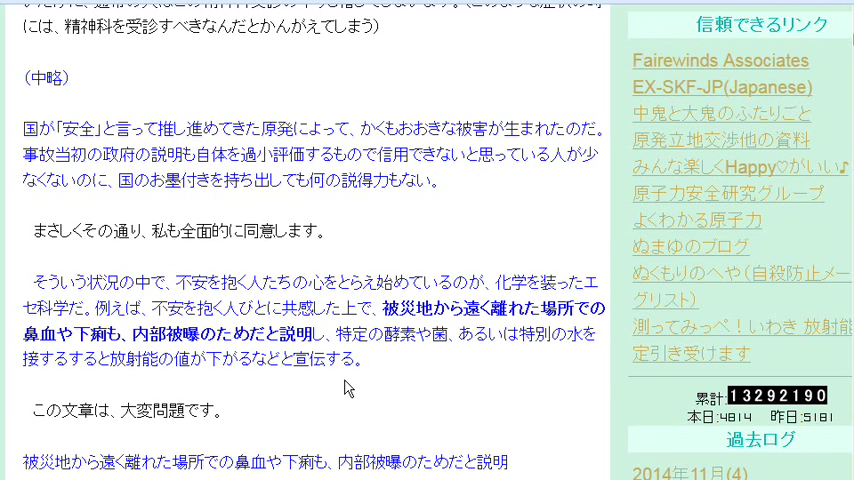 には、精神科を受診すべきなんだとかんがえてしまう）
（中略）
国が「安全」と言って推し進めてきた原発によって、かくもおおきな被害が生まれたのだ。
事故当初の政府の説明も自体を過小評価するもので信用できないと思っている人が少
なくないのに、国のお墨付きを持ち出しても何の説得力もない。
まさしくその通り、私も全面的に同意します。
そういう状況の中で、不安を抱く人たちの心をとらえ始めているのが、化学を装ったエ
セ科学だ。例えば、不安を抱く人びとに共感した上で、被災地から遠く離れた場所での
鼻血や下痢も、内部被曝のためだと説明し、特定の酵素や菌、あるいは特別の水を
接するすると放射能の値が下がるなどと宣伝する。
この文章は、大変問題です。
被災地から遠く離れた場所での鼻血や下痢も、内部被曝のためだと説明
信頼できるリンク
Fairewinds Associates
EX-SKF-JP(Japanese)
中鬼と大鬼のふたりごと
原発立地交渉他の資料
みんな楽しくHappy♡がいい♪
原子力安全研究グループ
よくわかる原子力
ぬまゆのブログ
ぬくもりのへや（自殺防止メー
グリスト）
測ってみっぺ！いわき 放射能
定引き受けます
累計:13292190
本日:4814 昨日:5181
過去ログ
2014年11月(4)